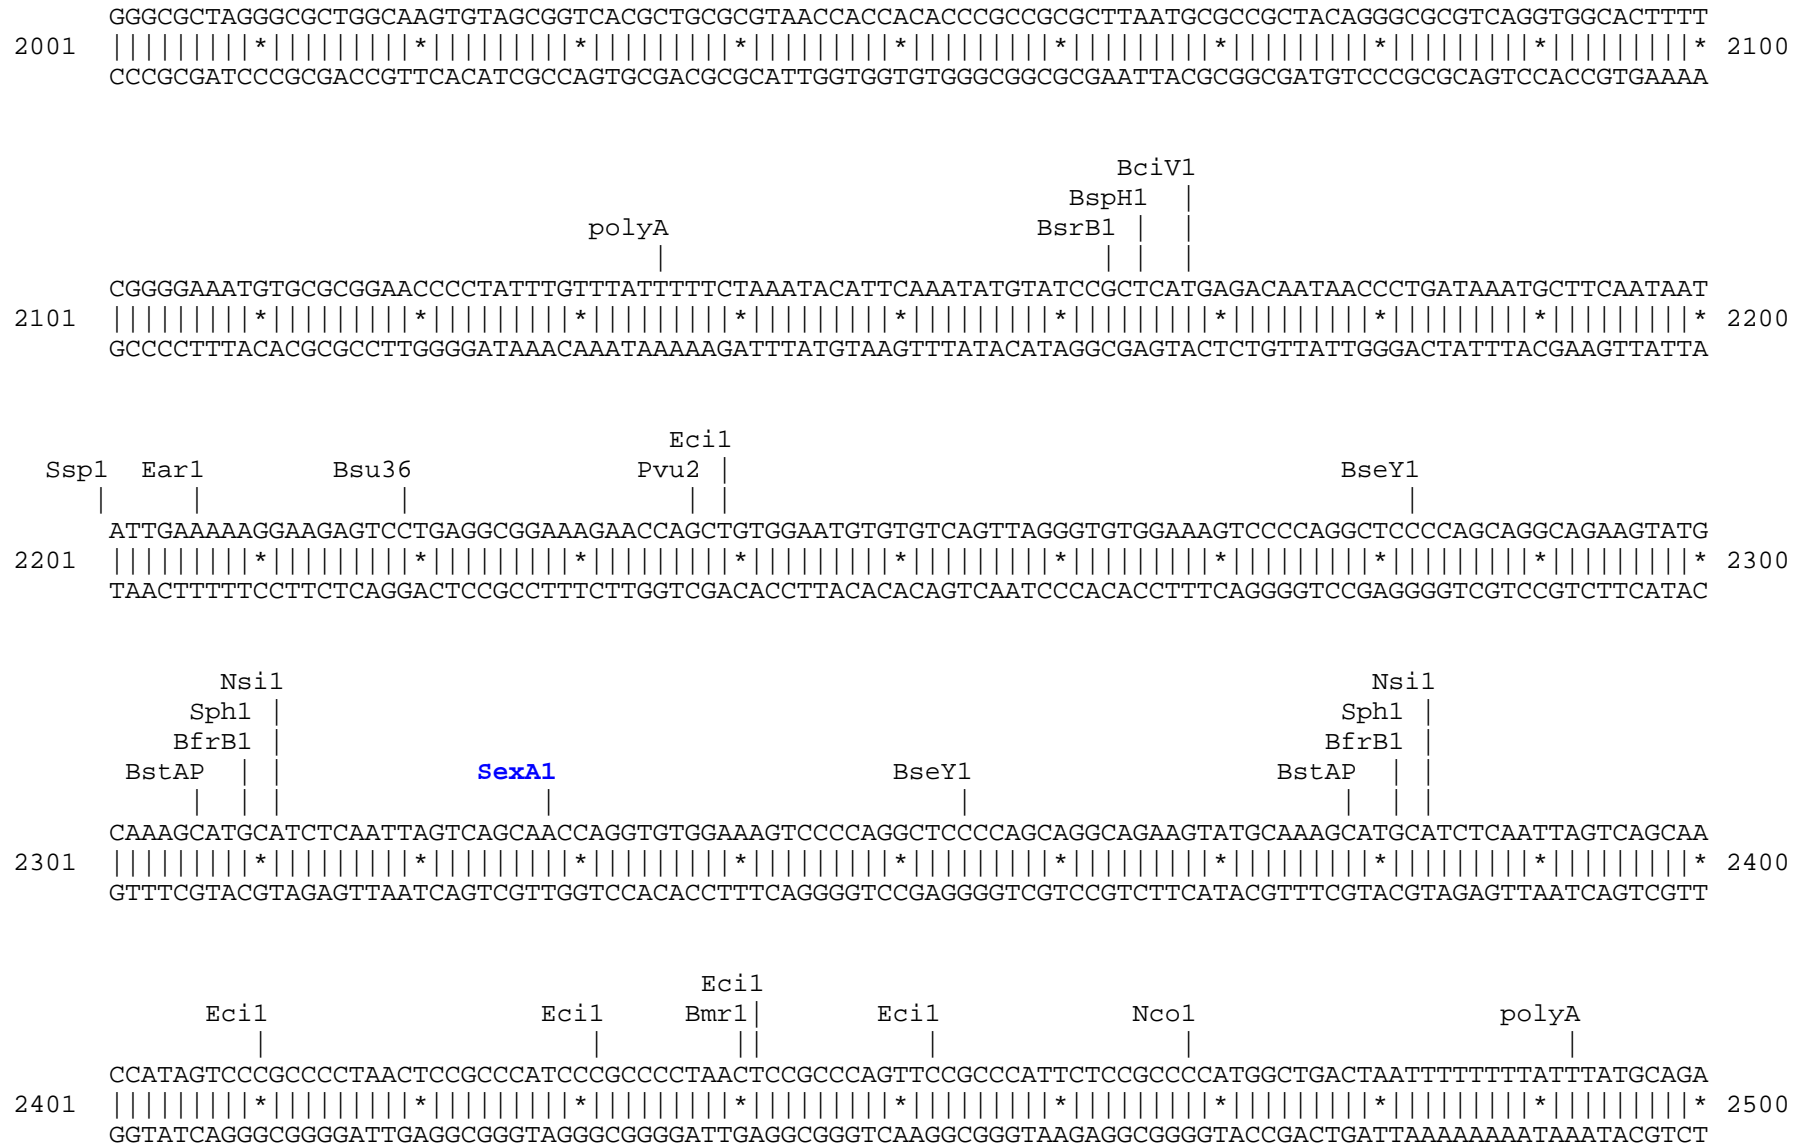 GGGCGCTAGGGCGCTGGCAAGTGTAGCGGTCACGCTGCGCGTAACCACCACACCCGCCGCGCTTAATGCGCCGCTACAGGGCGCGTCAGGTGGCACTTTT
2001 |||||||||*|||||||||*|||||||||*|||||||||*|||||||||*|||||||||*|||||||||*|||||||||*|||||||||*|||||||||* 2100
CCCGCGATCCCGCGACCGTTCACATCGCCAGTGCGACGCGCATTGGTGGTGTGGGCGGCGCGAATTACGCGGCGATGTCCCGCGCAGTCCACCGTGAAAA
BciV1
BspH1 |
polyA BsrB1 | |
| | | |
CGGGGAAATGTGCGCGGAACCCCTATTTGTTTATTTTTCTAAATACATTCAAATATGTATCCGCTCATGAGACAATAACCCTGATAAATGCTTCAATAAT
2101 |||||||||*|||||||||*|||||||||*|||||||||*|||||||||*|||||||||*|||||||||*|||||||||*|||||||||*|||||||||* 2200
GCCCCTTTACACGCGCCTTGGGGATAAACAAATAAAAAGATTTATGTAAGTTTATACATAGGCGAGTACTCTGTTATTGGGACTATTTACGAAGTTATTA
Eci1
Ssp1 Ear1 Bsu36 Pvu2 | BseY1
| | | | | |
ATTGAAAAAGGAAGAGTCCTGAGGCGGAAAGAACCAGCTGTGGAATGTGTGTCAGTTAGGGTGTGGAAAGTCCCCAGGCTCCCCAGCAGGCAGAAGTATG
2201 |||||||||*|||||||||*|||||||||*|||||||||*|||||||||*|||||||||*|||||||||*|||||||||*|||||||||*|||||||||* 2300
TAACTTTTTCCTTCTCAGGACTCCGCCTTTCTTGGTCGACACCTTACACACAGTCAATCCCACACCTTTCAGGGGTCCGAGGGGTCGTCCGTCTTCATAC
Nsi1 Nsi1
Sph1 | Sph1 |
BfrB1 | BfrB1 |
BstAP | | SexA1 BseY1 BstAP | |
| | | | | | | |
CAAAGCATGCATCTCAATTAGTCAGCAACCAGGTGTGGAAAGTCCCCAGGCTCCCCAGCAGGCAGAAGTATGCAAAGCATGCATCTCAATTAGTCAGCAA
2301 |||||||||*|||||||||*|||||||||*|||||||||*|||||||||*|||||||||*|||||||||*|||||||||*|||||||||*|||||||||* 2400
GTTTCGTACGTAGAGTTAATCAGTCGTTGGTCCACACCTTTCAGGGGTCCGAGGGGTCGTCCGTCTTCATACGTTTCGTACGTAGAGTTAATCAGTCGTT
Eci1
Eci1 Eci1 Bmr1| Eci1 Nco1 polyA
| | || | | |
CCATAGTCCCGCCCCTAACTCCGCCCATCCCGCCCCTAACTCCGCCCAGTTCCGCCCATTCTCCGCCCCATGGCTGACTAATTTTTTTTATTTATGCAGA
2401 |||||||||*|||||||||*|||||||||*|||||||||*|||||||||*|||||||||*|||||||||*|||||||||*|||||||||*|||||||||* 2500
GGTATCAGGGCGGGGATTGAGGCGGGTAGGGCGGGGATTGAGGCGGGTCAAGGCGGGTAAGAGGCGGGGTACCGACTGATTAAAAAAAATAAATACGTCT